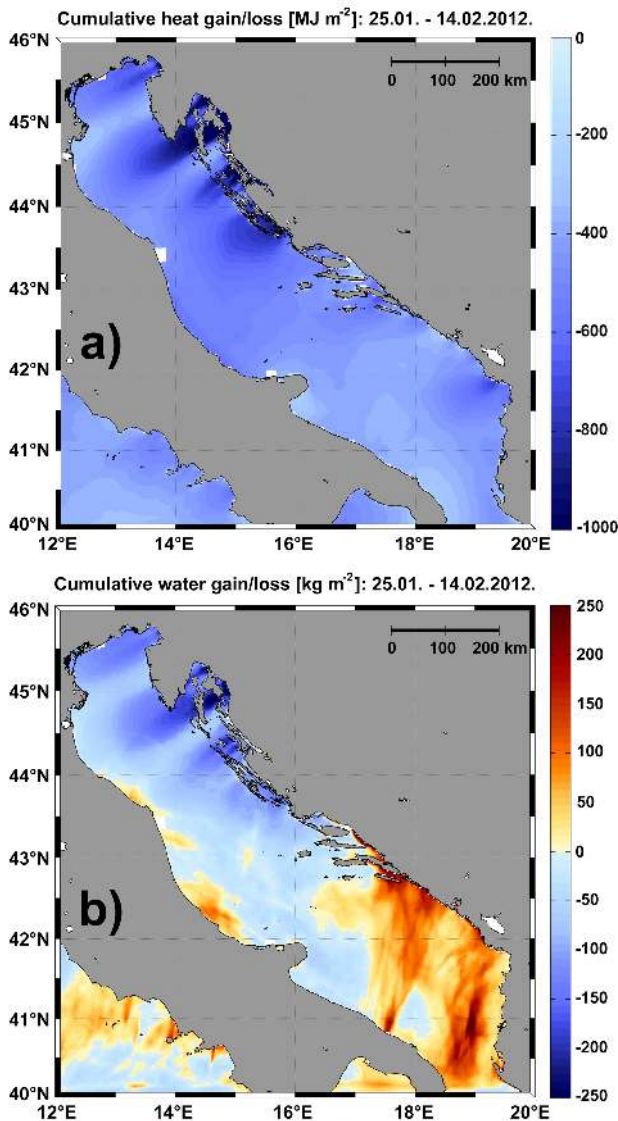 Cumulative heat gain/loss [MJ m⁻²]: 25.01. - 14.02.2012.
46°N
45°N
44°N
43°N
42°N
41°N
40°N
0 100 200 km
a)
12°E 14°E 16°E 18°E 20°E
0
-200
-400
-600
-800
-1000
Cumulative water gain/loss [kg m⁻²]: 25.01. - 14.02.2012.
46°N
45°N
44°N
43°N
42°N
41°N
40°N
0 100 200 km
b)
12°E 14°E 16°E 18°E 20°E
250
200
150
100
50
0
-50
-100
-150
-200
-250